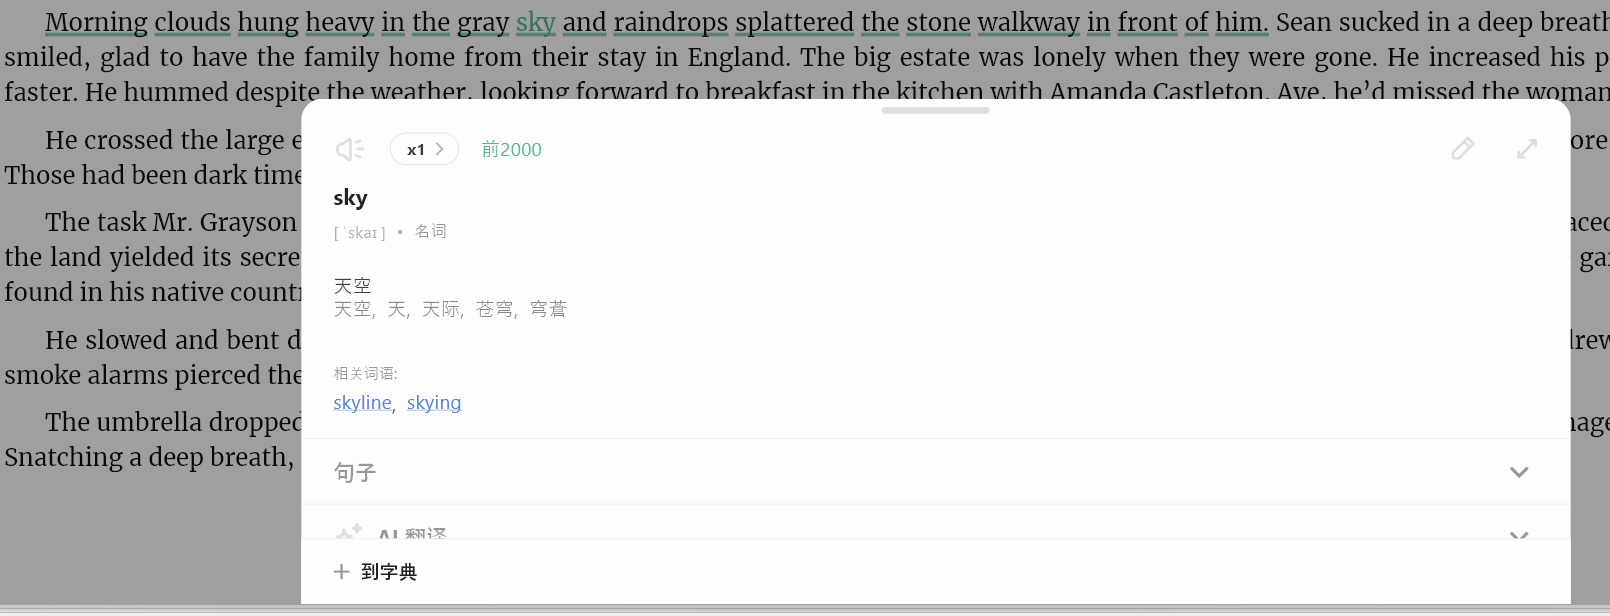 Morning clouds hung heavy in the gray sky and raindrops splattered the stone walkway in front of him. Sean sucked in a deep breath
smiled, glad to have the family home from their stay in England. The big estate was lonely when they were gone. He increased his p
faster. He hummed despite the weather, looking forward to breakfast in the kitchen with Amanda Castleton. Aye, he’d missed the woman
He crossed the large
Those had been dark time
The task Mr. Grayson
the land yielded its secre
found in his native countr
He slowed and bent d
smoke alarms pierced the
The umbrella dropped
Snatching a deep breath,
x1 前2000
sky
[ ˈskaɪ ] • 名词
天空
天空, 天, 天际, 苍穹, 穹蒼
相关词语:
skyline, skying
句子
AI 翻译
+ 到字典